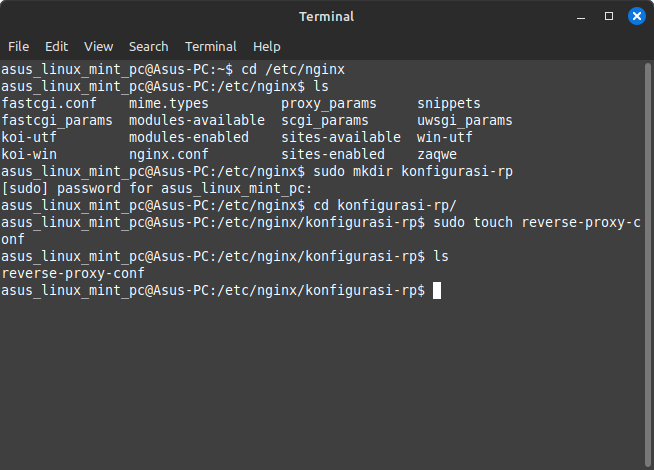 Terminal
File Edit View Search Terminal Help
asus_linux_mint_pc@Asus-PC:~$ cd /etc/nginx
asus_linux_mint_pc@Asus-PC:/etc/nginx$ ls
fastcgi.conf    mime.types         proxy_params     snippets
fastcgi_params  modules-available  scgi_params      uwsgi_params
koi-utf         modules-enabled    sites-available  win-utf
koi-win         nginx.conf         sites-enabled    zaqwe
asus_linux_mint_pc@Asus-PC:/etc/nginx$ sudo mkdir konfigurasi-rp
[sudo] password for asus_linux_mint_pc:
asus_linux_mint_pc@Asus-PC:/etc/nginx$ cd konfigurasi-rp/
asus_linux_mint_pc@Asus-PC:/etc/nginx/konfigurasi-rp$ sudo touch reverse-proxy-c
onf
asus_linux_mint_pc@Asus-PC:/etc/nginx/konfigurasi-rp$ ls
reverse-proxy-conf
asus_linux_mint_pc@Asus-PC:/etc/nginx/konfigurasi-rp$